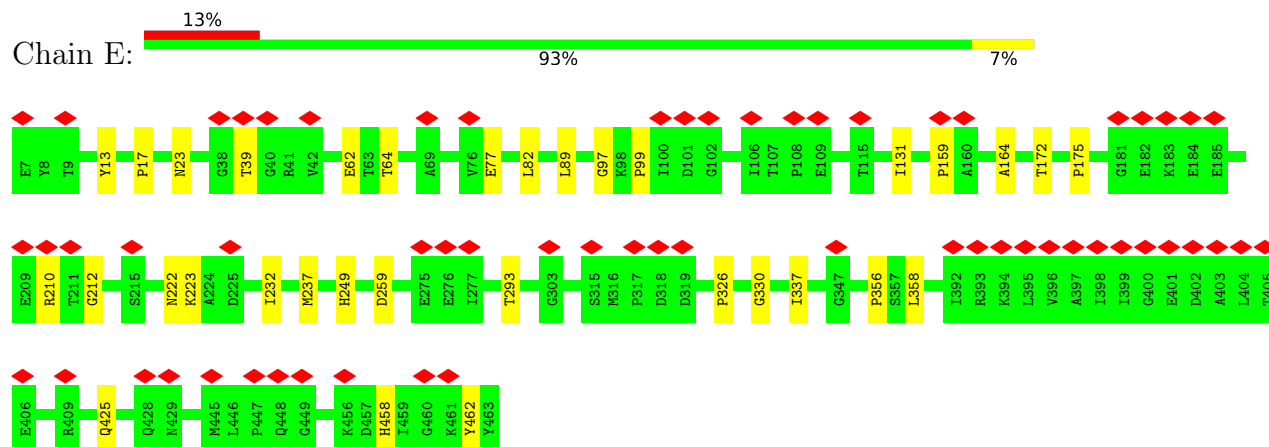 13%
Chain E:
93% 7%
E7 Y8 T9 Y13 P17 N23 G38 T39 G40 R41 V42 E62 T63 T64 A69 V76 E77 L82 L89 G97 K98 P99 I100 D101 G102 I106 T107 P108 E109 T115 I131 P159 A160 A164 T172 P175 G181 E182 K183 E184 E185
E209 R210 T211 G212 S215 N222 K223 A224 D225 I232 M237 H249 D259 E275 E276 I277 T293 G303 S315 M316 P317 D318 D319 P326 G330 I337 G347 P356 S357 L358 I392 R393 K394 L395 V396 A397 I398 I399 G400 E401 D402 A403 L404 T405
E406 R409 Q425 Q428 N429 M445 L446 P447 Q448 G449 K456 D457 H458 I459 G460 K461 Y462 Y463